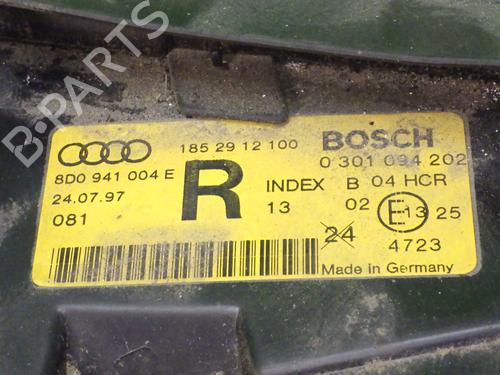 B-PARTS
185 29 12 100
BOSCH
8D0 941 004 E
0 301 094 202
24.07.97
R
INDEX B 04 HCR
081
13 02 E 13 25
24 4723
Made in Germany